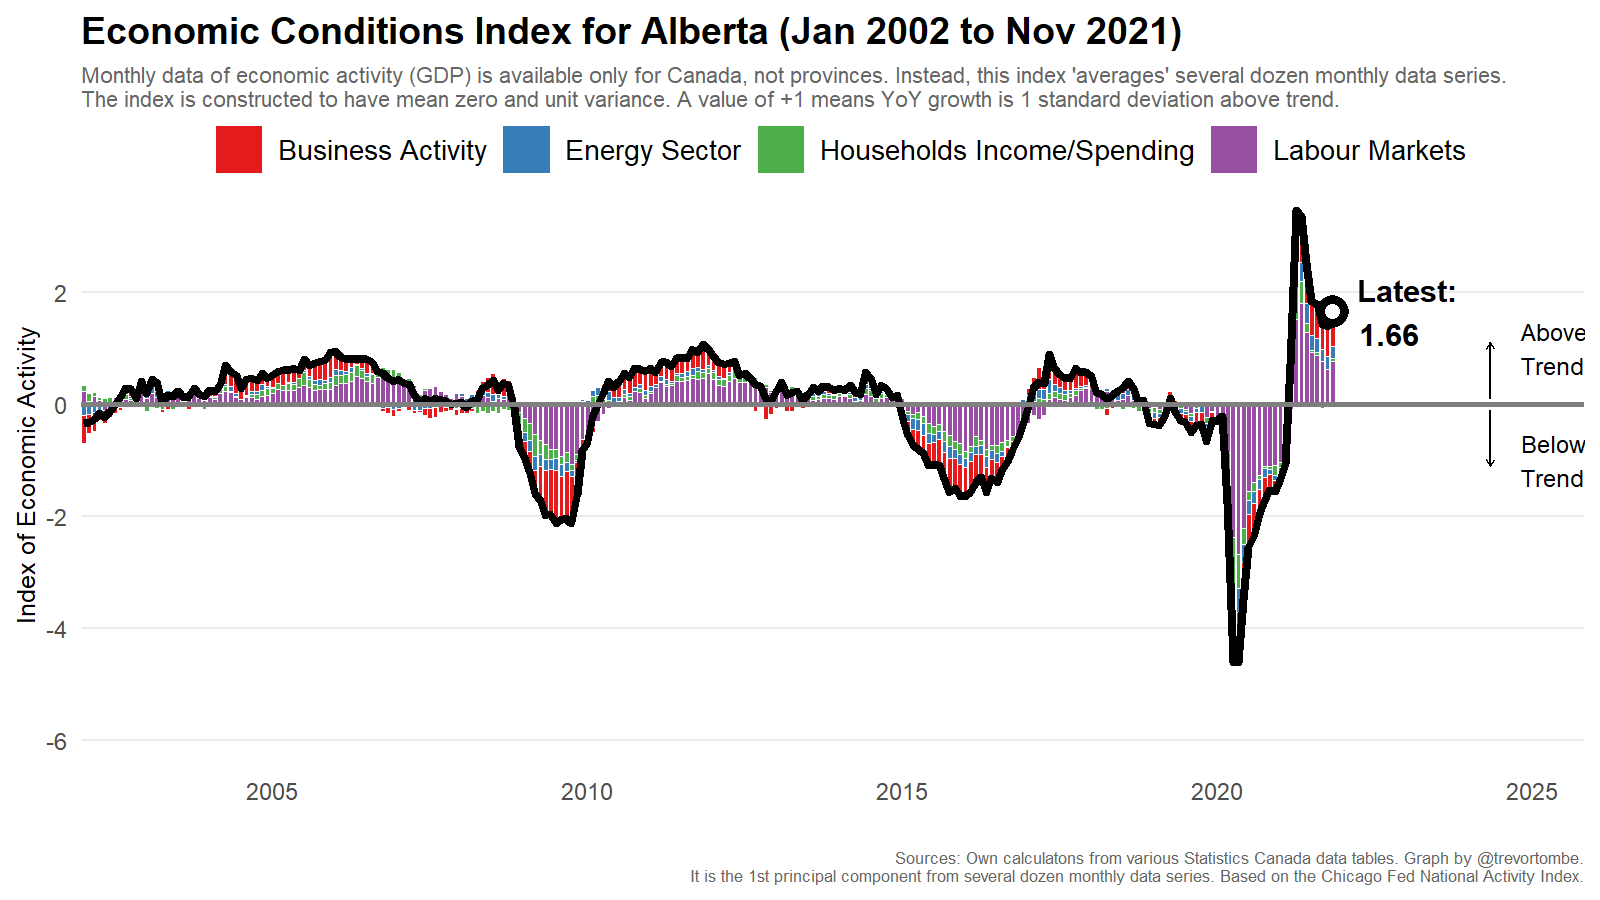 Economic Conditions Index for Alberta (Jan 2002 to Nov 2021)
Monthly data of economic activity (GDP) is available only for Canada, not provinces. Instead, this index 'averages' several dozen monthly data series.
The index is constructed to have mean zero and unit variance. A value of +1 means YoY growth is 1 standard deviation above trend.
Business Activity Energy Sector Households Income/Spending Labour Markets
Index of Economic Activity
2
0
-2
-4
-6
Latest:
1.66
Above
Trend
Below
Trend
2005 2010 2015 2020 2025
Sources: Own calculatons from various Statistics Canada data tables. Graph by @trevortombe.
It is the 1st principal component from several dozen monthly data series. Based on the Chicago Fed National Activity Index.